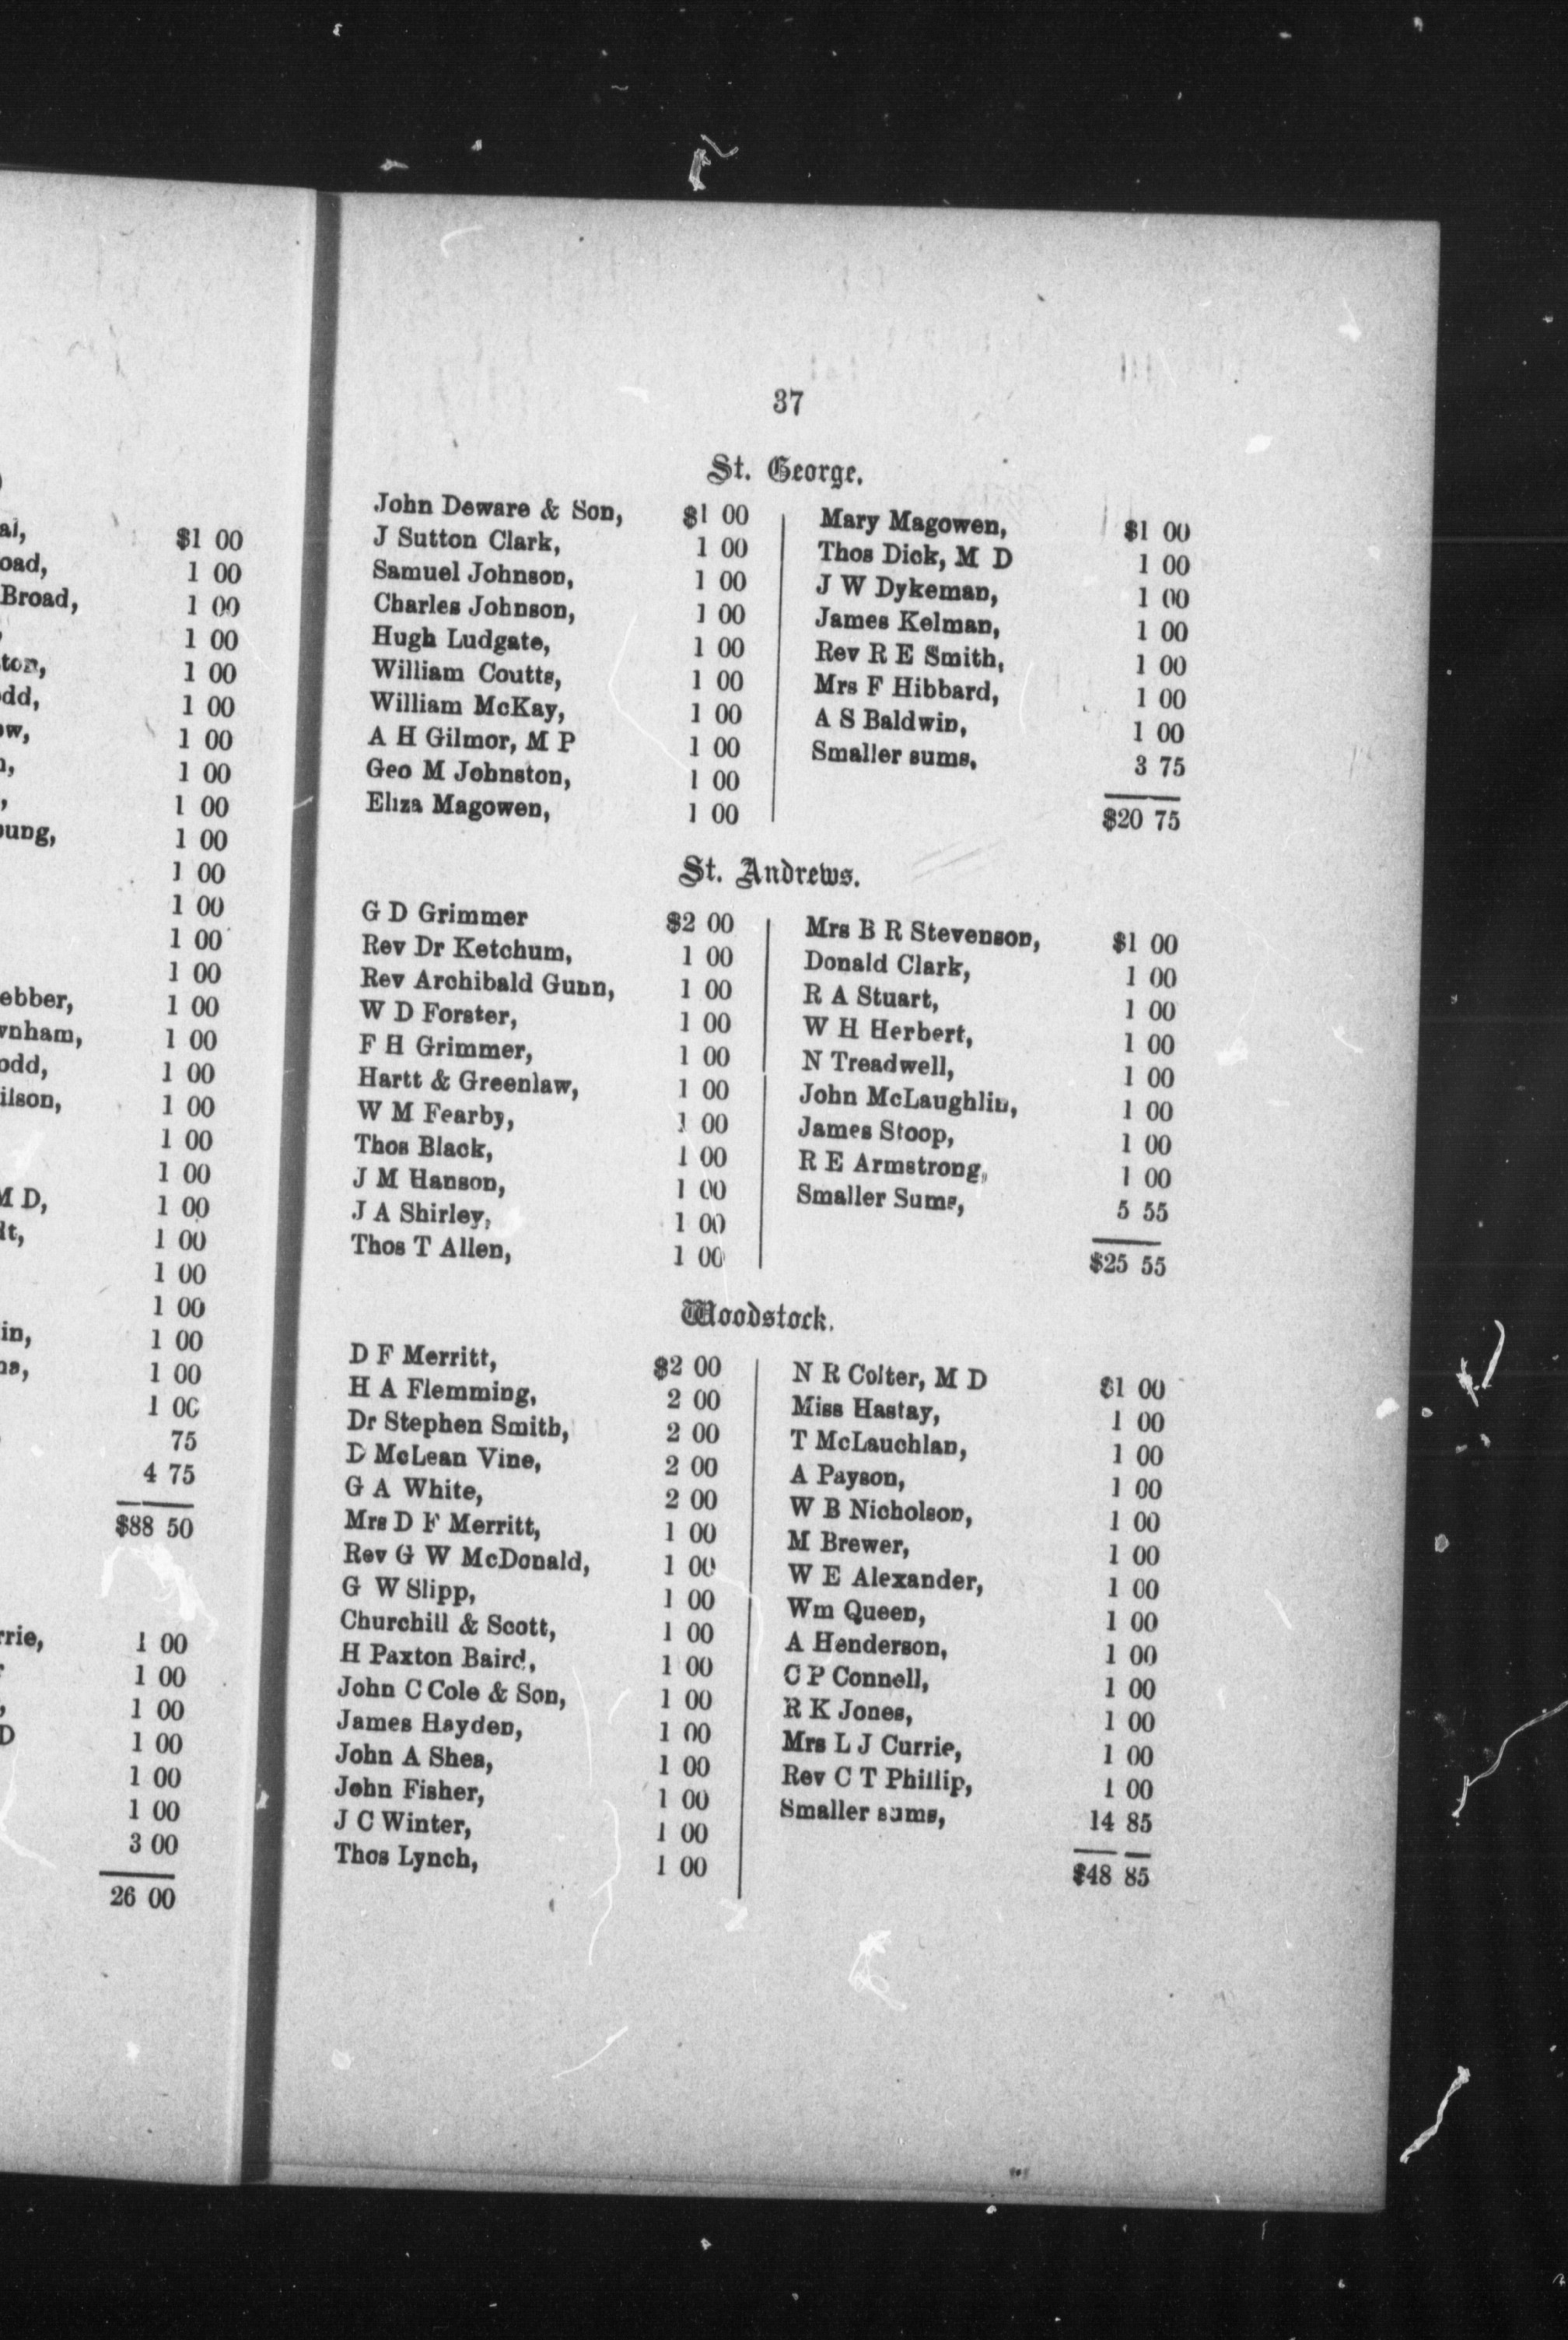 al, $1 00
oad, 1 00
Broad, 1 00
, 1 00
ton, 1 00
odd, 1 00
ow, 1 00
n, 1 00
, 1 00
oung, 1 00
1 00
1 00
1 00
1 00
ebber, 1 00
wnham, 1 00
odd, 1 00
ilson, 1 00
1 00
1 00
M D, 1 00
lt, 1 00
1 00
1 00
in, 1 00
ns, 1 00
1 00
75
4 75
$88 50
rrie, 1 00
1 00
, 1 00
D 1 00
1 00
1 00
3 00
26 00
37
St. George.
John Deware & Son, $1 00
J Sutton Clark, 1 00
Samuel Johnson, 1 00
Charles Johnson, 1 00
Hugh Ludgate, 1 00
William Coutts, 1 00
William McKay, 1 00
A H Gilmor, M P 1 00
Geo M Johnston, 1 00
Eliza Magowen, 1 00
Mary Magowen, $1 00
Thos Dick, M D 1 00
J W Dykeman, 1 00
James Kelman, 1 00
Rev R E Smith, 1 00
Mrs F Hibbard, 1 00
A S Baldwin, 1 00
Smaller sums, 3 75
$20 75
St. Andrews.
G D Grimmer $2 00
Rev Dr Ketchum, 1 00
Rev Archibald Gunn, 1 00
W D Forster, 1 00
F H Grimmer, 1 00
Hartt & Greenlaw, 1 00
W M Fearby, 1 00
Thos Black, 1 00
J M Hanson, 1 00
J A Shirley, 1 00
Thos T Allen, 1 00
Mrs B R Stevenson, $1 00
Donald Clark, 1 00
R A Stuart, 1 00
W H Herbert, 1 00
N Treadwell, 1 00
John McLaughlin, 1 00
James Stoop, 1 00
R E Armstrong, 1 00
Smaller Sums, 5 55
$25 55
Woodstock.
D F Merritt, $2 00
H A Flemming, 2 00
Dr Stephen Smith, 2 00
D McLean Vine, 2 00
G A White, 2 00
Mrs D F Merritt, 1 00
Rev G W McDonald, 1 00
G W Slipp, 1 00
Churchill & Scott, 1 00
H Paxton Baird, 1 00
John C Cole & Son, 1 00
James Hayden, 1 00
John A Shea, 1 00
John Fisher, 1 00
J C Winter, 1 00
Thos Lynch, 1 00
N R Colter, M D $1 00
Miss Hastay, 1 00
T McLauchlan, 1 00
A Payson, 1 00
W B Nicholson, 1 00
M Brewer, 1 00
W E Alexander, 1 00
Wm Queen, 1 00
A Henderson, 1 00
C P Connell, 1 00
R K Jones, 1 00
Mrs L J Currie, 1 00
Rev C T Phillip, 1 00
Smaller sums, 14 85
$48 85